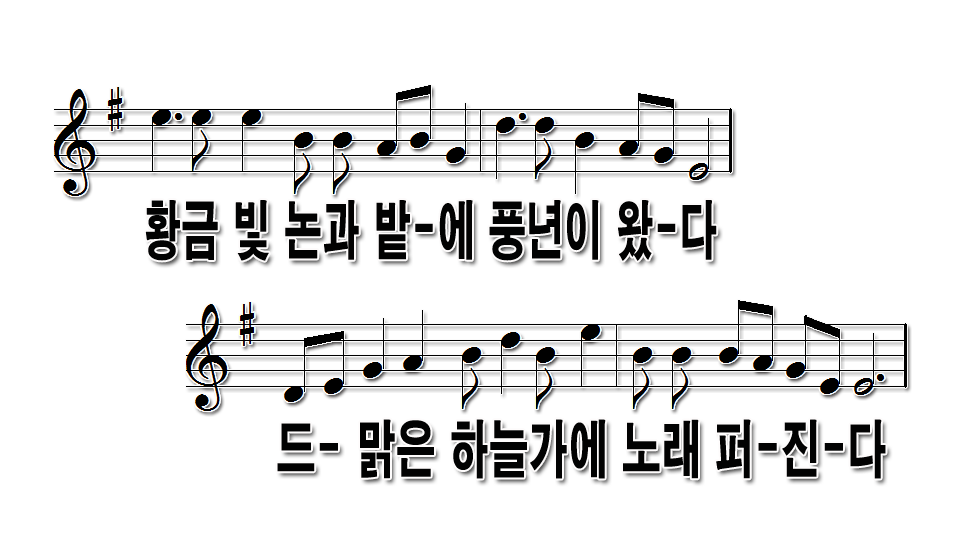 황금 빛 논과 밭-에 풍년이 왔-다
드- 맑은 하늘가에 노래 퍼-진-다